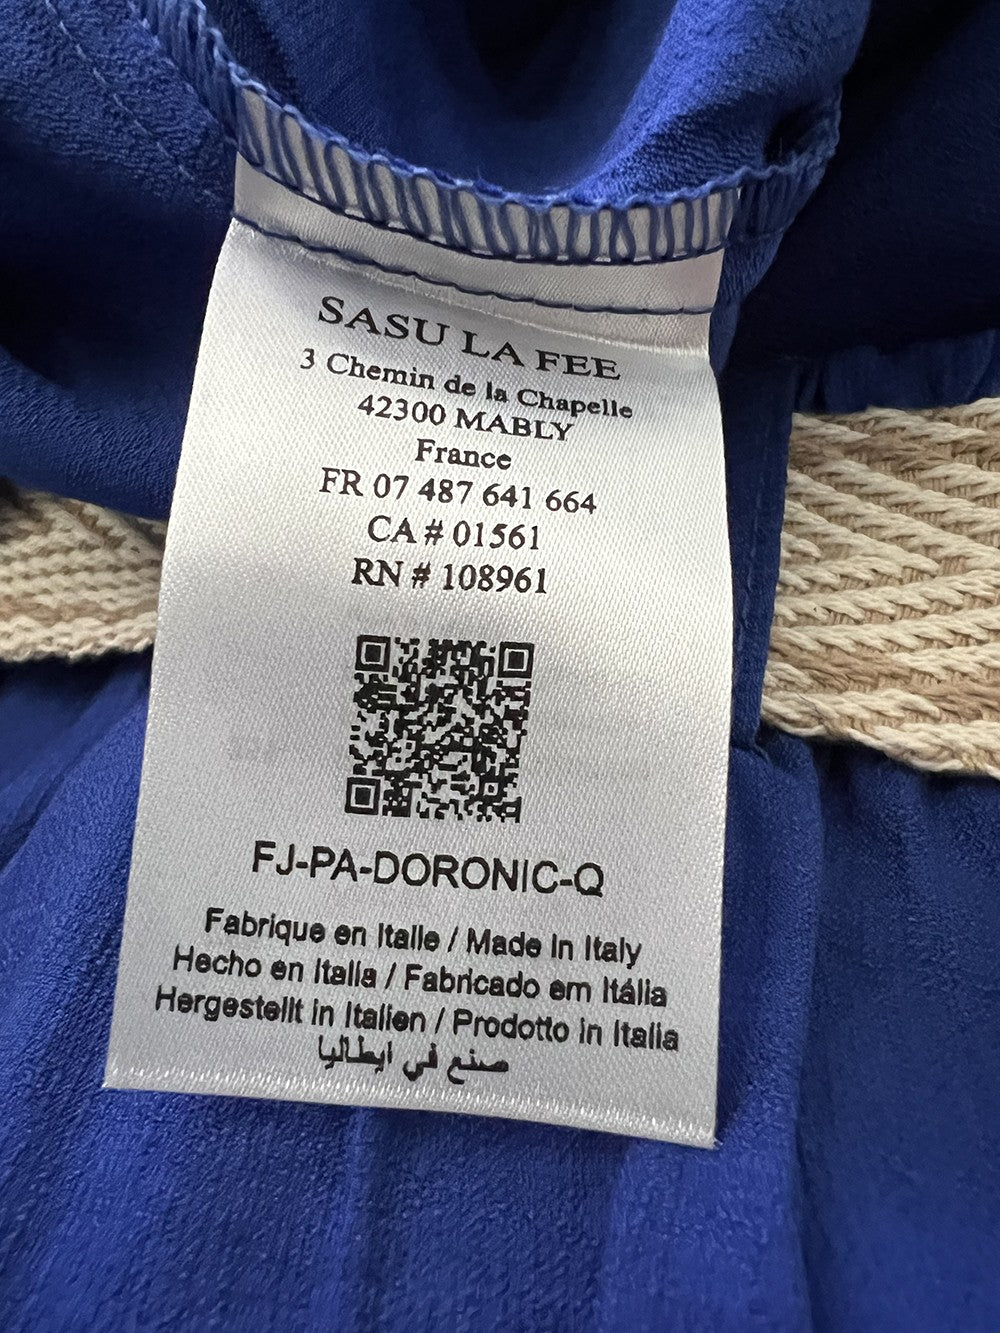 SASU LA FEE
3 Chemin de la Chapelle
42300 MABLY
France
FR 07 487 641 664
CA # 01561
RN # 108961
FJ-PA-DORONIC-Q
Fabrique en Italie / Made in Italy
Hecho en Italia / Fabricado em Itália
Hergestellt in Italien / Prodotto in Italia
صنع في ايطاليا